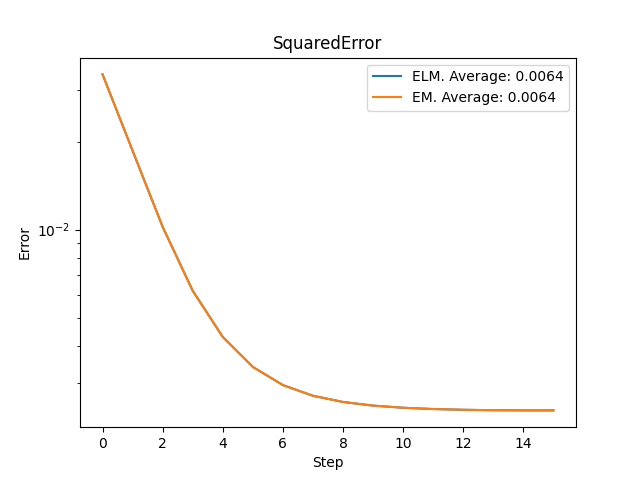 SquaredError
ELM. Average: 0.0064
EM. Average: 0.0064
Error
10⁻²
0 2 4 6 8 10 12 14
Step